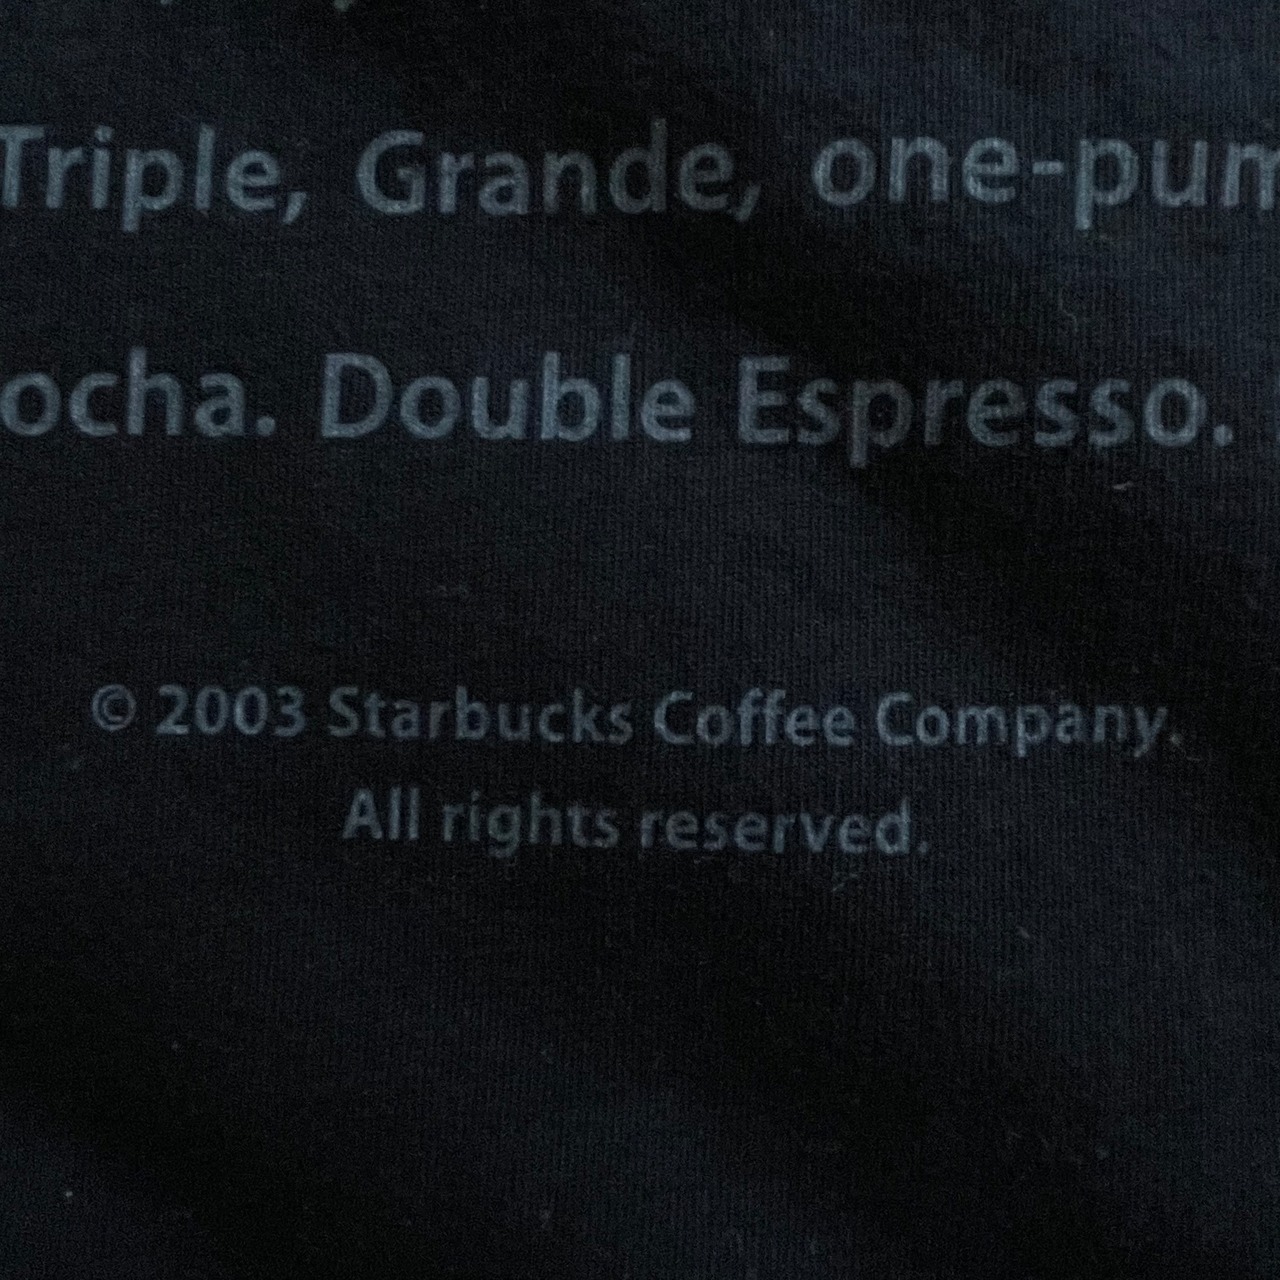 Triple, Grande, one-pum
ocha. Double Espresso.
© 2003 Starbucks Coffee Company.
All rights reserved.